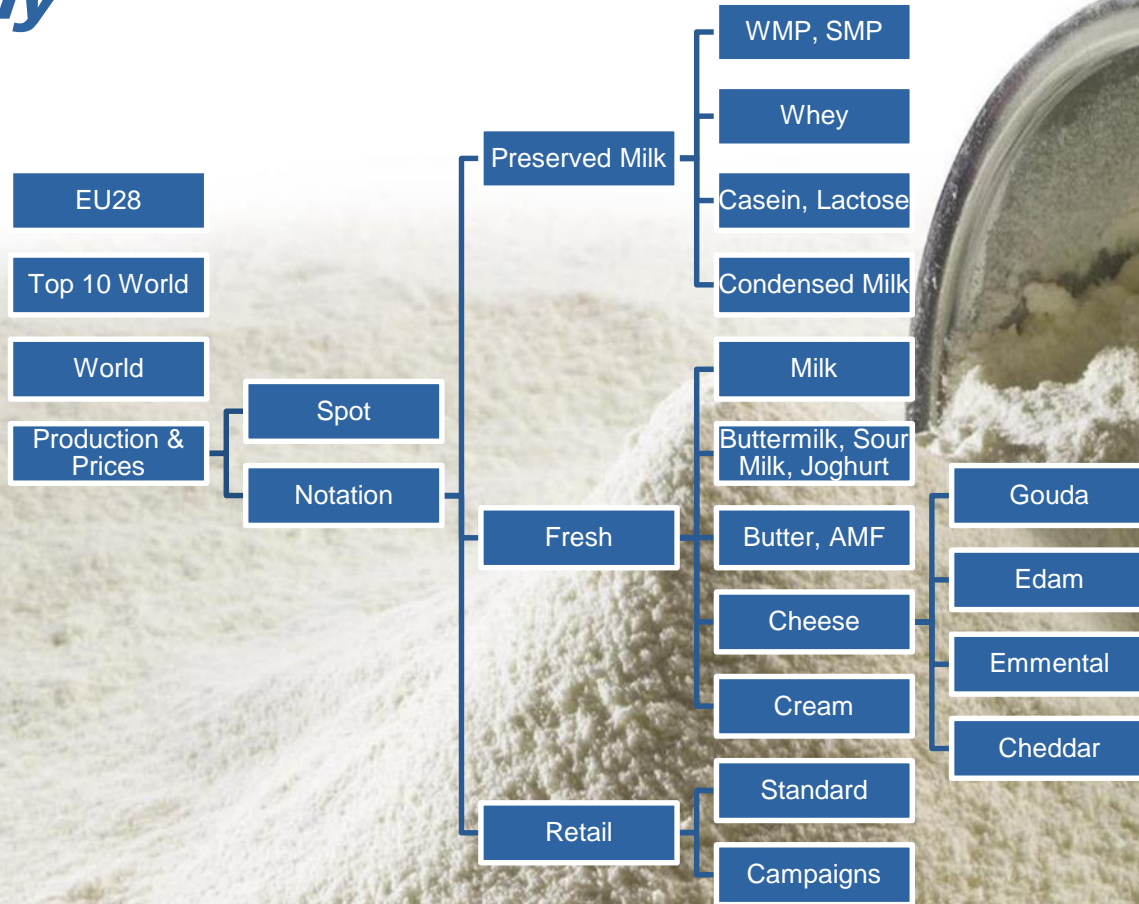 WMP, SMP
Whey
Preserved Milk
Casein, Lactose
Condensed Milk
EU28
Top 10 World
World
Production &
Prices
Spot
Notation
Milk
Buttermilk, Sour
Milk, Joghurt
Fresh
Butter, AMF
Cheese
Cream
Gouda
Edam
Emmental
Cheddar
Retail
Standard
Campaigns